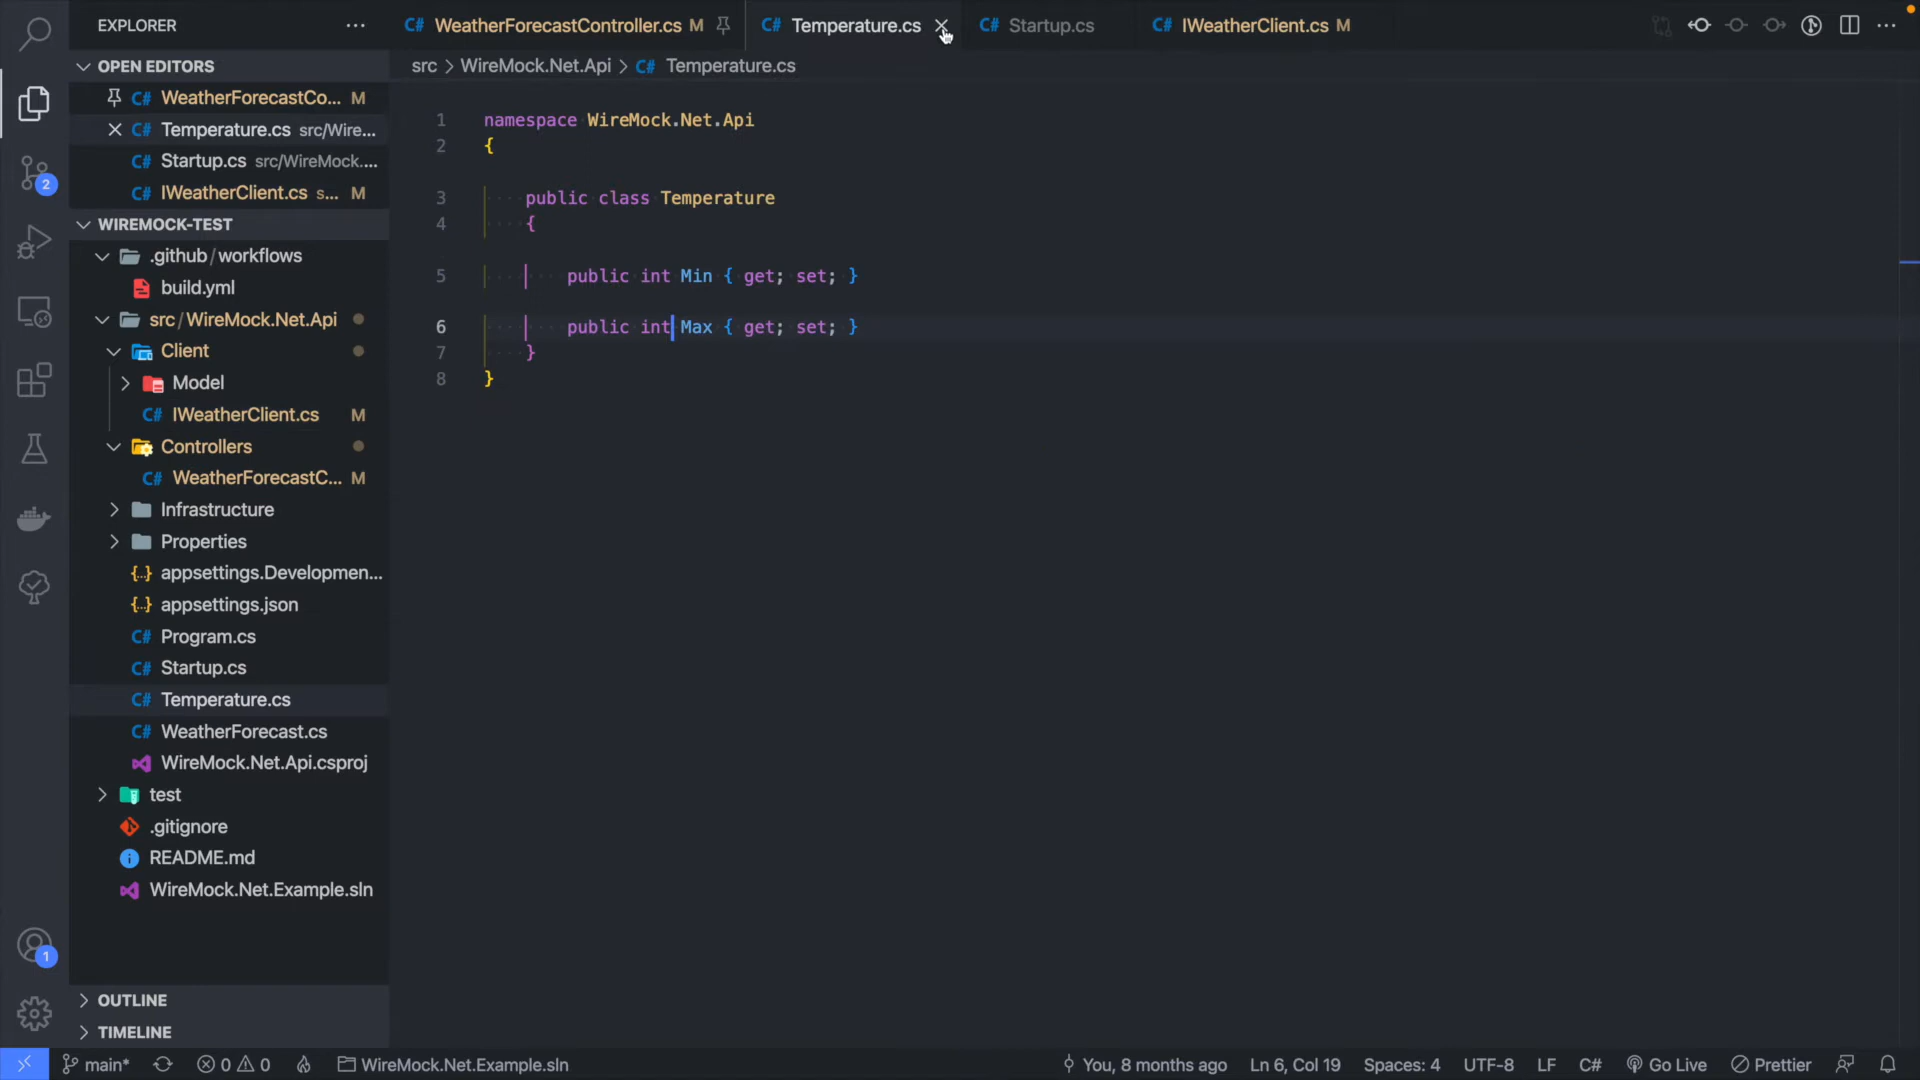 EXPLORER
OPEN EDITORS
C# WeatherForecastCo... M
C# Temperature.cs src/Wire...
C# Startup.cs src/WireMock....
C# IWeatherClient.cs s... M
WIREMOCK-TEST
.github/workflows
build.yml
src/WireMock.Net.Api
Client
Model
C# IWeatherClient.cs M
Controllers
C# WeatherForecastC... M
Infrastructure
Properties
{..} appsettings.Developmen...
{..} appsettings.json
C# Program.cs
C# Startup.cs
C# Temperature.cs
C# WeatherForecast.cs
WireMock.Net.Api.csproj
test
.gitignore
README.md
WireMock.Net.Example.sln
OUTLINE
TIMELINE
2
1
C# WeatherForecastController.cs M
C# Temperature.cs
C# Startup.cs
C# IWeatherClient.cs M
src > WireMock.Net.Api > C# Temperature.cs
1 namespace WireMock.Net.Api
2 {
3 public class Temperature
4 {
5 public int Min { get; set; }
6 public int Max { get; set; }
7 }
8 }
main* 0 0 WireMock.Net.Example.sln You, 8 months ago Ln 6, Col 19 Spaces: 4 UTF-8 LF C# Go Live Prettier